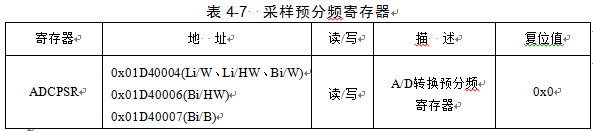 表 4-7 采样预分频寄存器
寄存器 地 址 读/写 描 述 复位值
ADCPSR 0x01D40004(Li/W、Li/HW、Bi/W)
0x01D40006(Bi/HW)
0x01D40007(Bi/B)
读/写 A/D转换预分频
寄存器
0x0